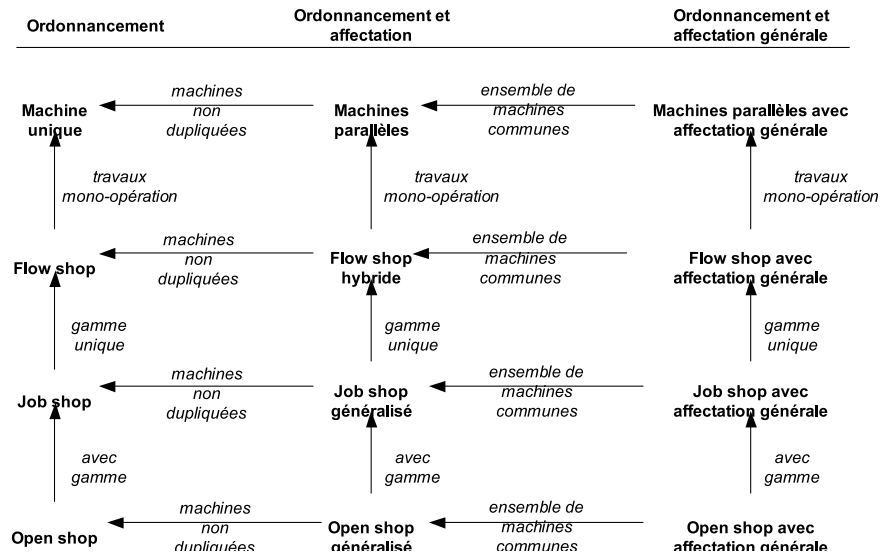 Ordonnancement
Ordonnancement et
affectation
Ordonnancement et
affectation générale
Machine
unique
machines
non
dupliquées
Machines
parallèles
ensemble de
machines
communes
Machines parallèles avec
affectation générale
travaux
mono-opération
travaux
mono-opération
travaux
mono-opération
Flow shop
machines
non
dupliquées
Flow shop
hybride
ensemble de
machines
communes
Flow shop avec
affectation générale
gamme
unique
gamme
unique
gamme
unique
Job shop
machines
non
dupliquées
Job shop
généralisé
ensemble de
machines
communes
Job shop avec
affectation générale
avec
gamme
avec
gamme
avec
gamme
Open shop
machines
non
dupliquées
Open shop
généralisé
ensemble de
machines
communes
Open shop avec
affectation générale